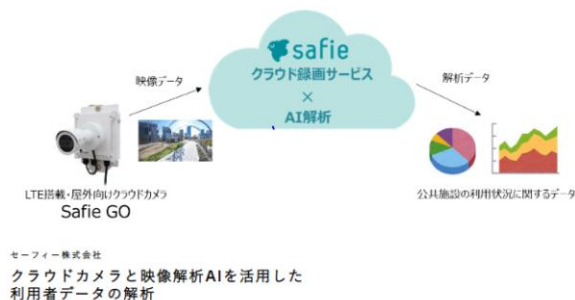 safie
クラウド録画サービス
×
AI解析
映像データ
解析データ
LTE搭載・屋外向けクラウドカメラ
Safie GO
公共施設の利用状況に関するデータ
セーフィー株式会社
クラウドカメラと映像解析AIを活用した
利用者データの解析